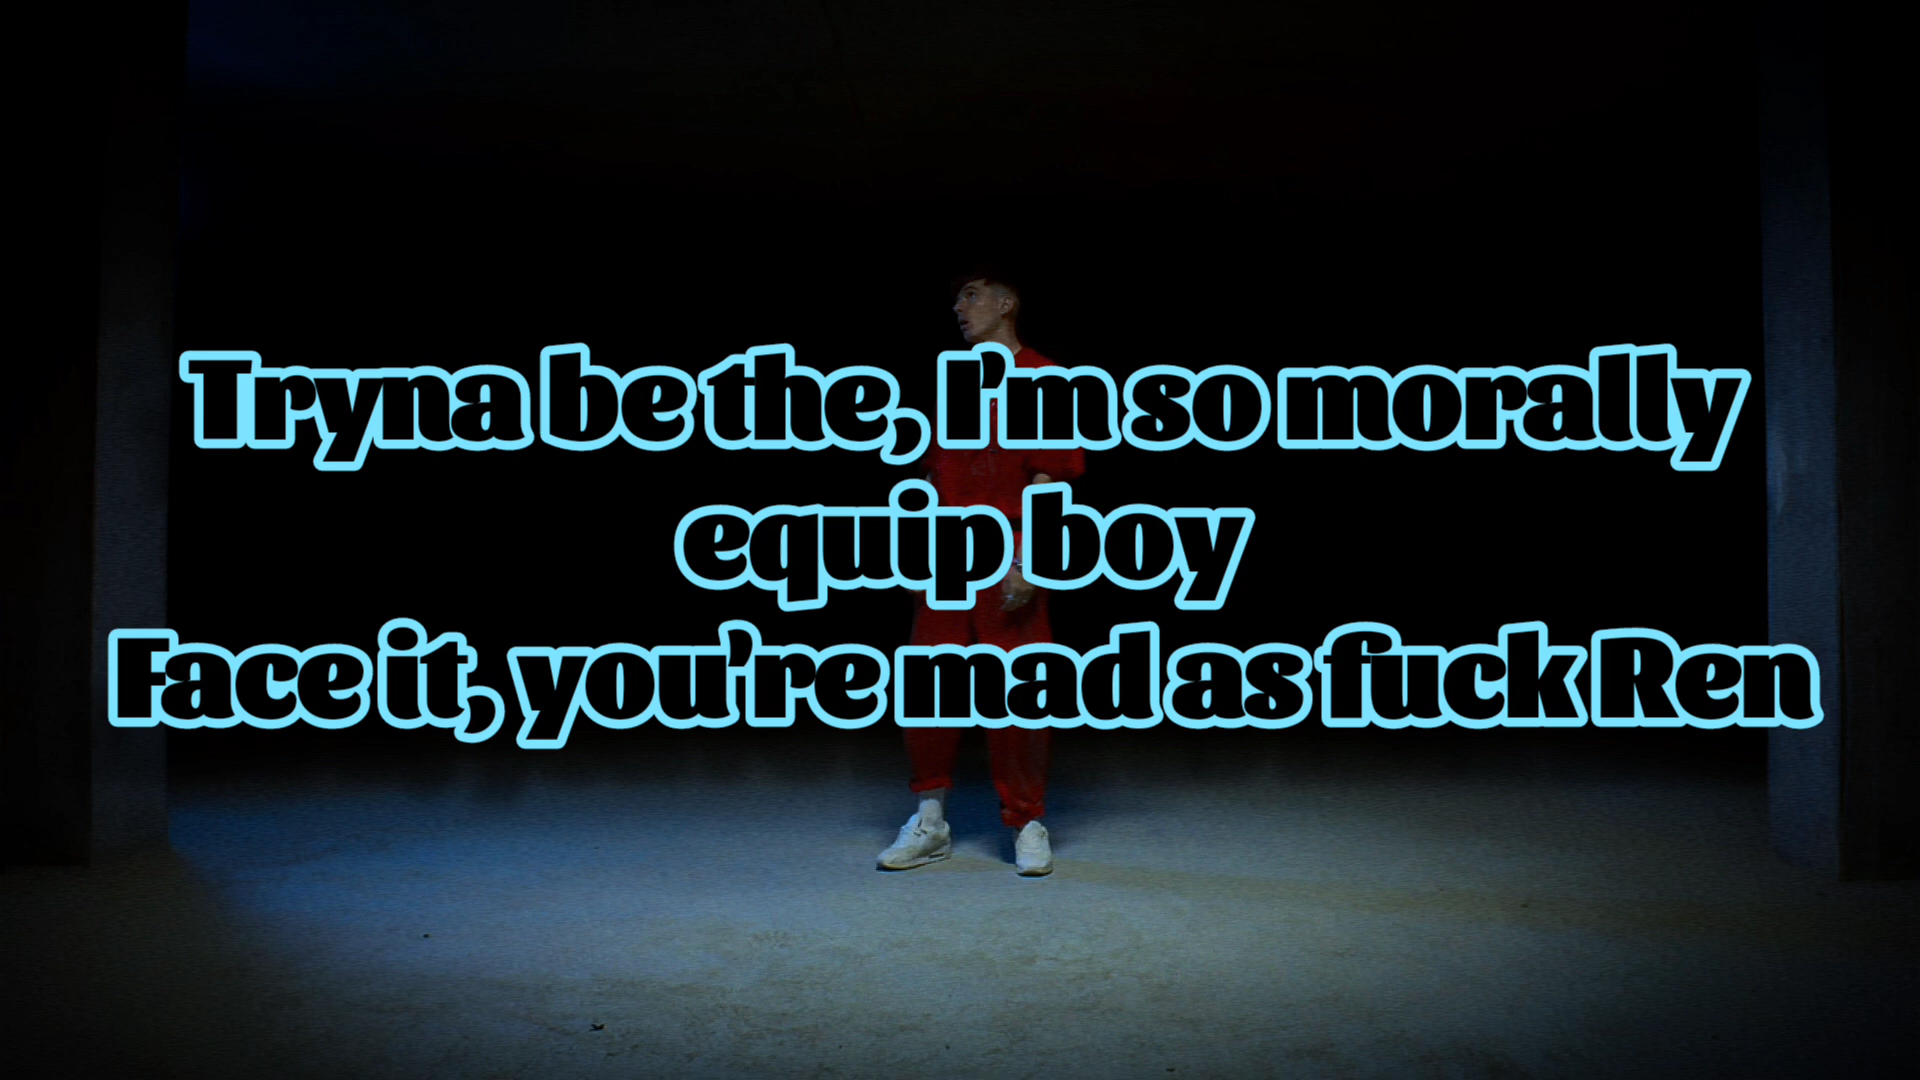 Tryna be the, I'm so morally
equip boy
Face it, you're mad as fuck Ren